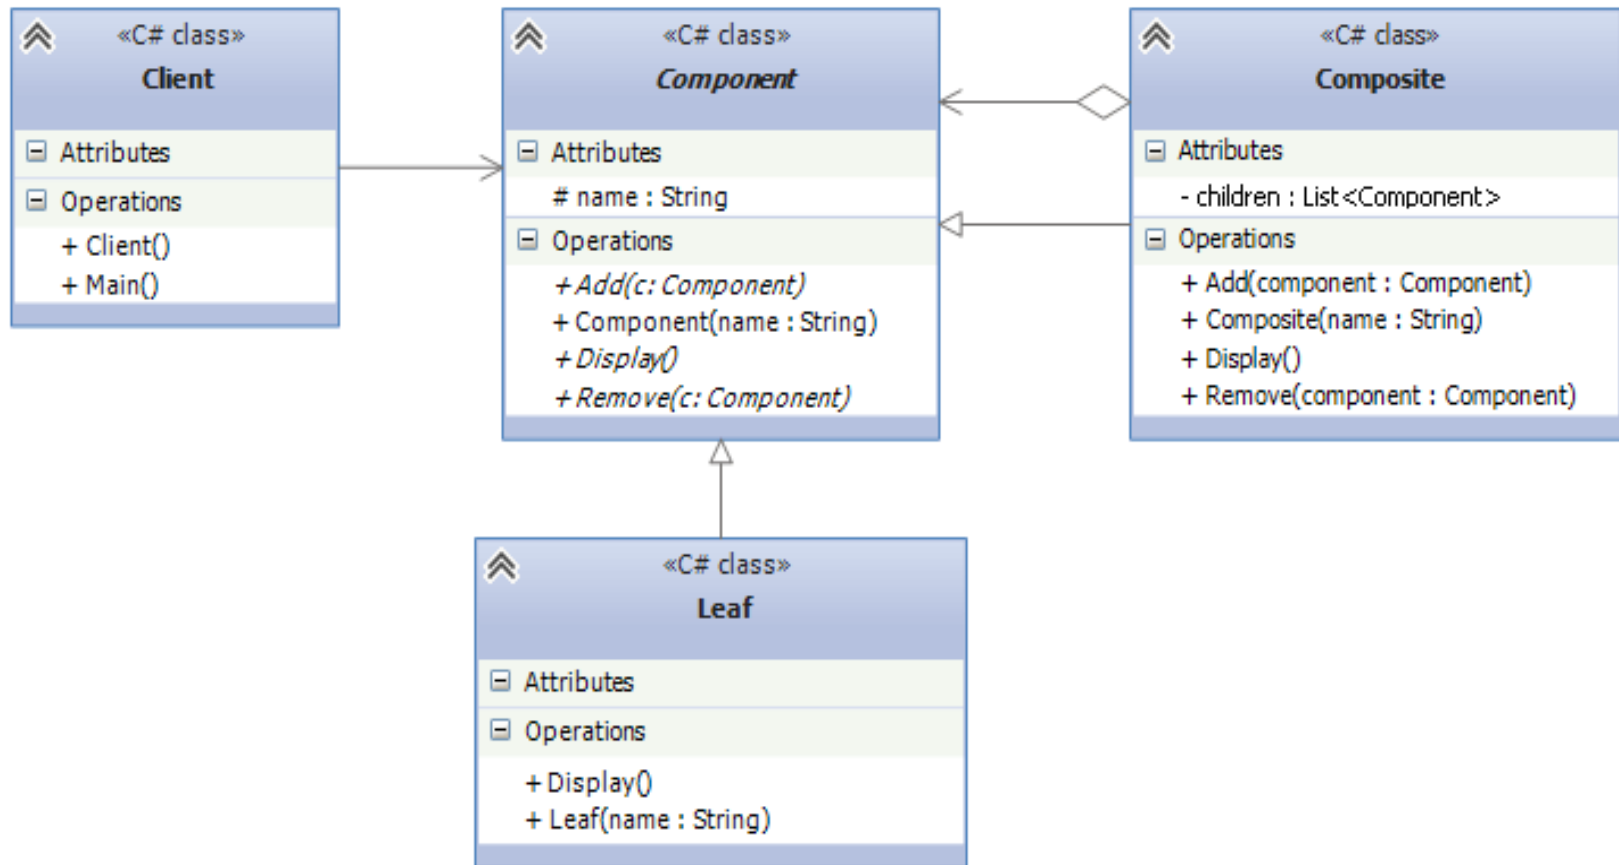 «C# class»
Client
Attributes
Operations
+ Client()
+ Main()
«C# class»
Component
Attributes
# name : String
Operations
+ Add(c: Component)
+ Component(name : String)
+ Display()
+ Remove(c: Component)
«C# class»
Composite
Attributes
- children : List<Component>
Operations
+ Add(component : Component)
+ Composite(name : String)
+ Display()
+ Remove(component : Component)
«C# class»
Leaf
Attributes
Operations
+ Display()
+ Leaf(name : String)